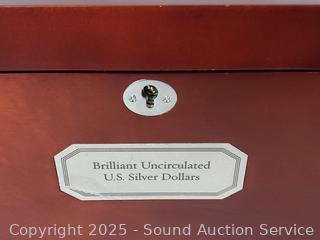 Brilliant Uncirculated
U.S. Silver Dollars
Copyright 2025 - Sound Auction Service